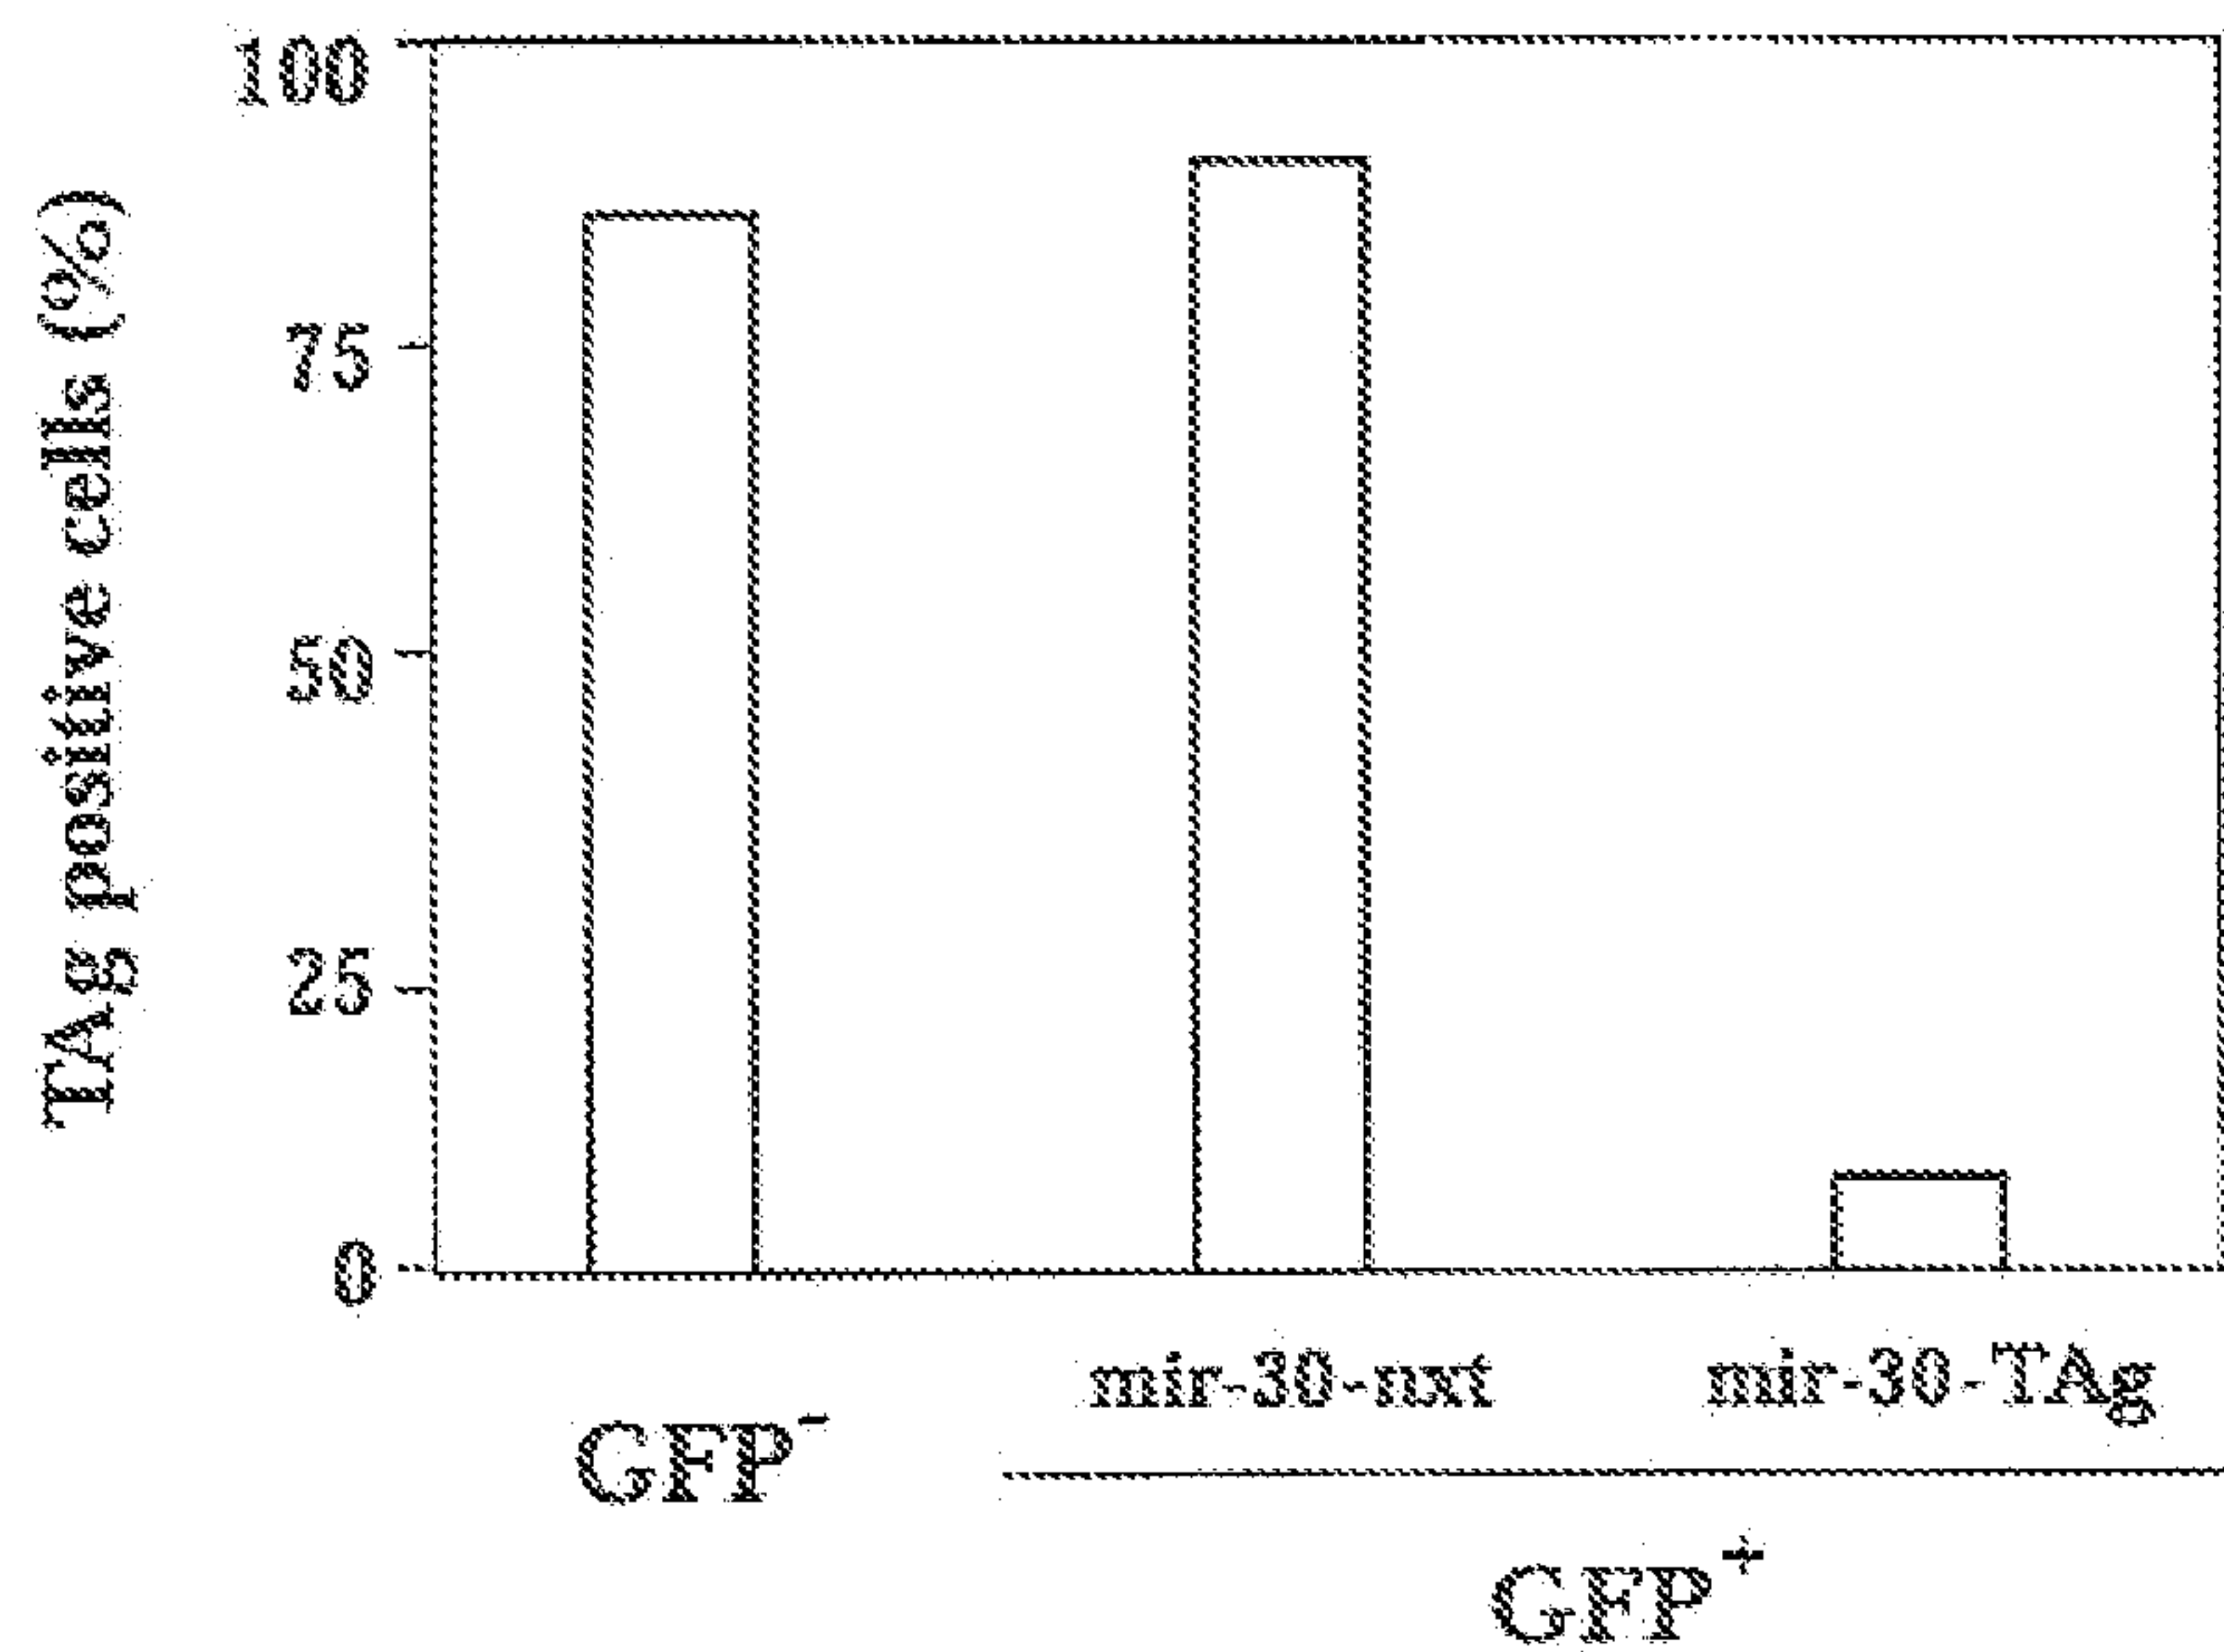 TAg positive cells (%)
100
75
50
25
0
mir-30-nxt mir-30-TAg
GFP⁻
GFP⁺